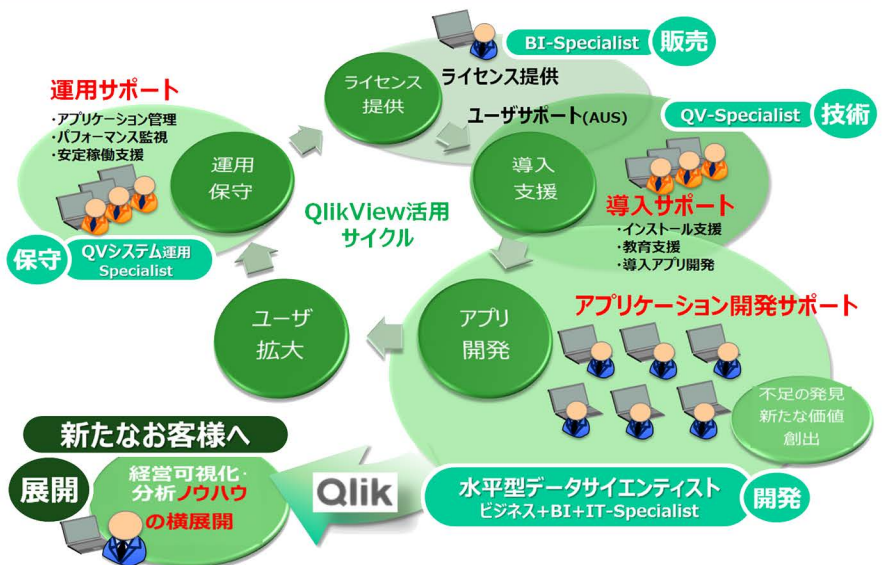 BI-Specialist
販売
ライセンス
提供
ライセンス提供
ユーザサポート(AUS)
QV-Specialist
技術
運用サポート
・アプリケーション管理
・パフォーマンス監視
・安定稼働支援
運用
保守
導入
支援
QlikView活用
サイクル
導入サポート
・インストール支援
・教育支援
・導入アプリ開発
保守
QVシステム運用
Specialist
ユーザ
拡大
アプリ
開発
アプリケーション開発サポート
不足の発見
新たな価値
創出
新たなお客様へ
展開
経営可視化・
分析ノウハウ
の横展開
Qlik
水平型データサイエンティスト
ビジネス+BI+IT-Specialist
開発